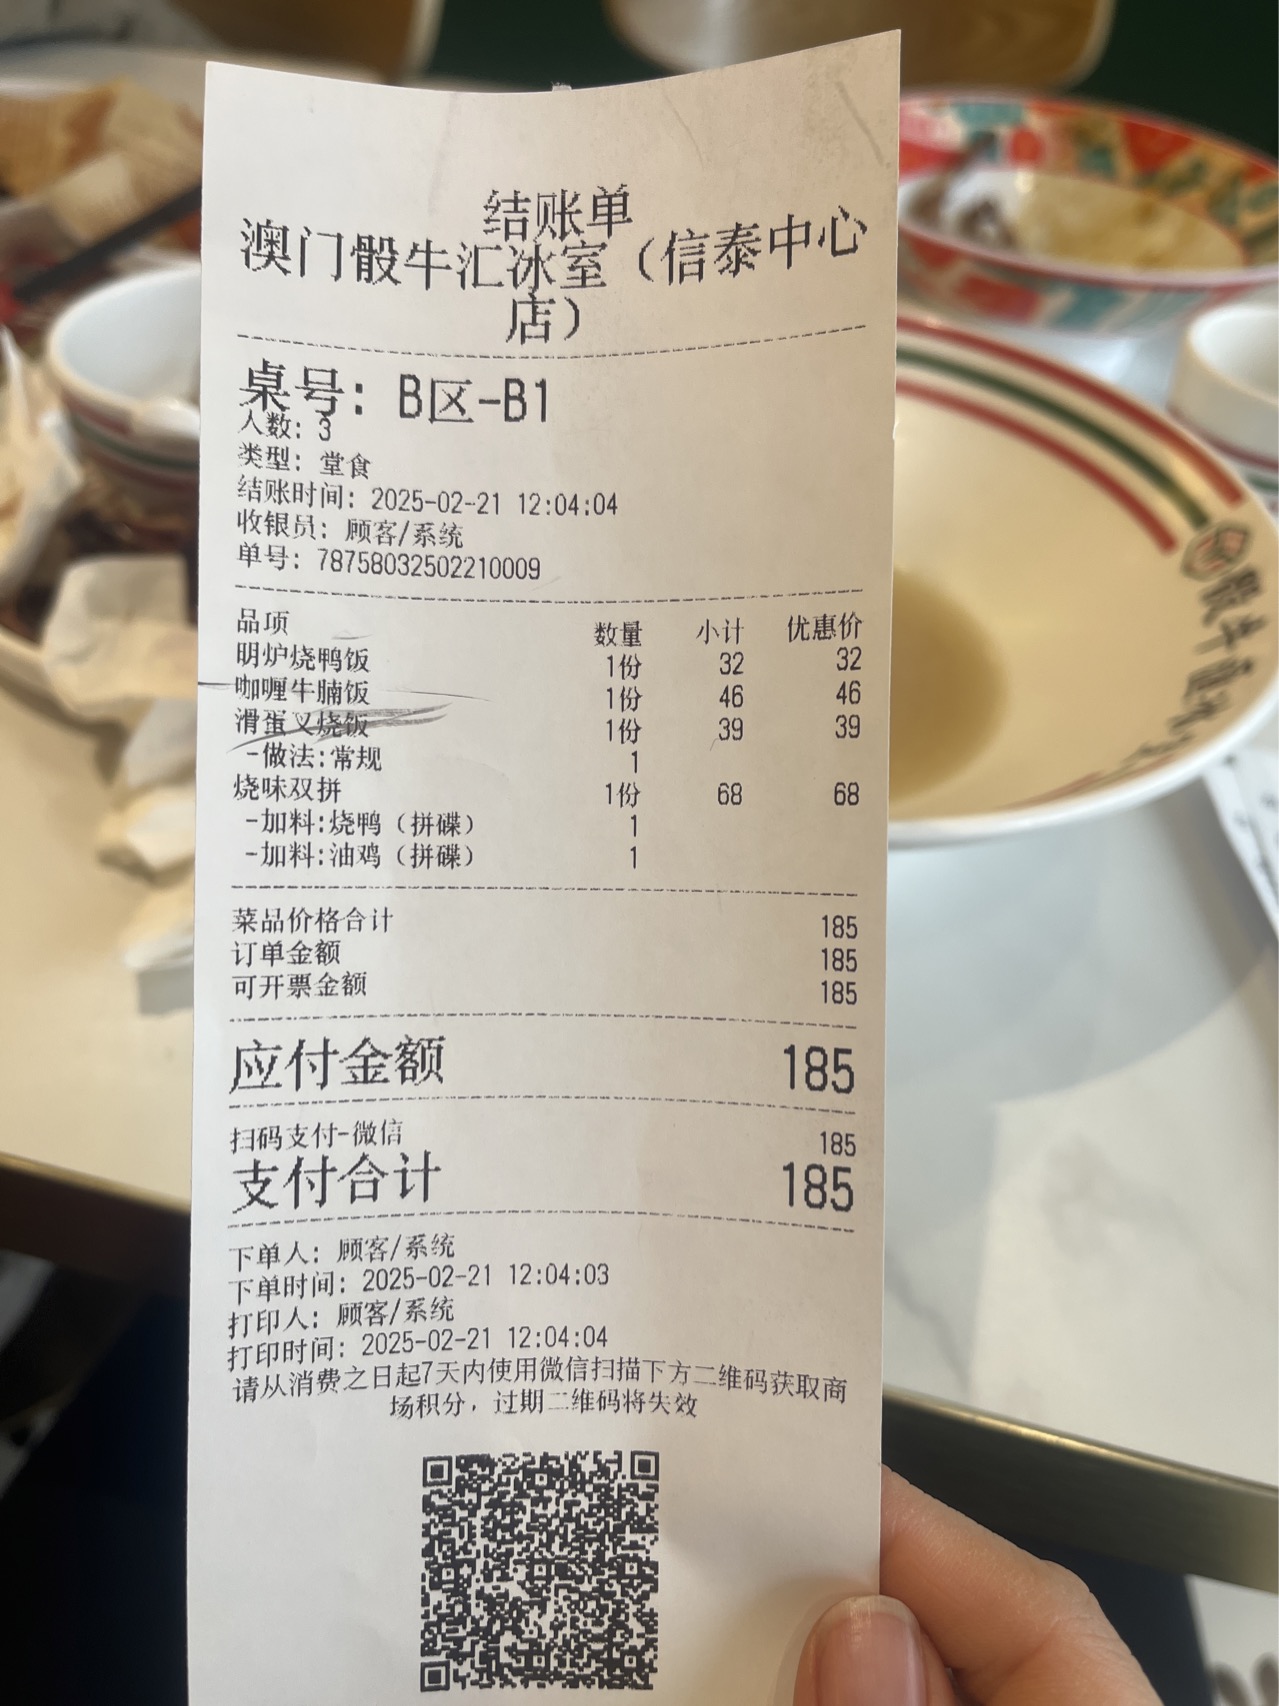 结账单
澳门骰牛汇冰室（信泰中心
店）
桌号：B区-B1
人数：3
类型：堂食
结账时间：2025-02-21 12:04:04
收银员：顾客/系统
单号：78758032502210009
品项 数量 小计 优惠价
明炉烧鸭饭 1份 32 32
咖喱牛腩饭 1份 46 46
滑蛋叉烧饭 1份 39 39
-做法:常规 1
烧味双拼 1份 68 68
-加料:烧鸭（拼碟） 1
-加料:油鸡（拼碟） 1
菜品价格合计 185
订单金额 185
可开票金额 185
应付金额 185
扫码支付-微信 185
支付合计 185
下单人：顾客/系统
下单时间：2025-02-21 12:04:03
打印人：顾客/系统
打印时间：2025-02-21 12:04:04
请从消费之日起7天内使用微信扫描下方二维码获取商
场积分，过期二维码将失效
骰牛